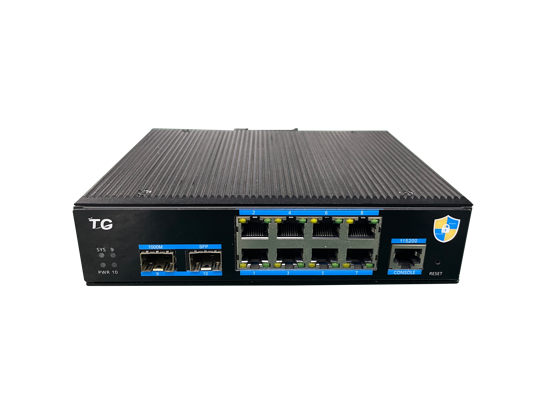 TG
2 4 6 8
1000M SFP
115200
SYS 9
PWR 10
9 10
1 3 5 7
CONSOLE
RESET